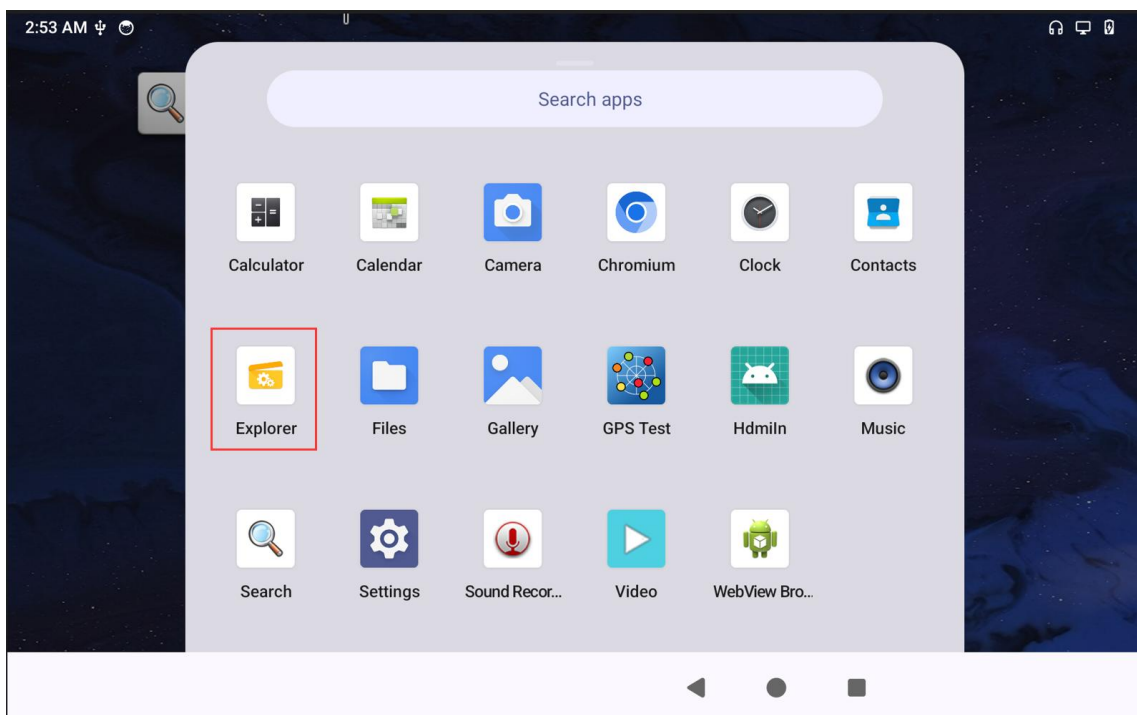 2:53 AM
Search apps
Calculator Calendar Camera Chromium Clock Contacts
Explorer Files Gallery GPS Test HdmiIn Music
Search Settings Sound Recor... Video WebView Bro...